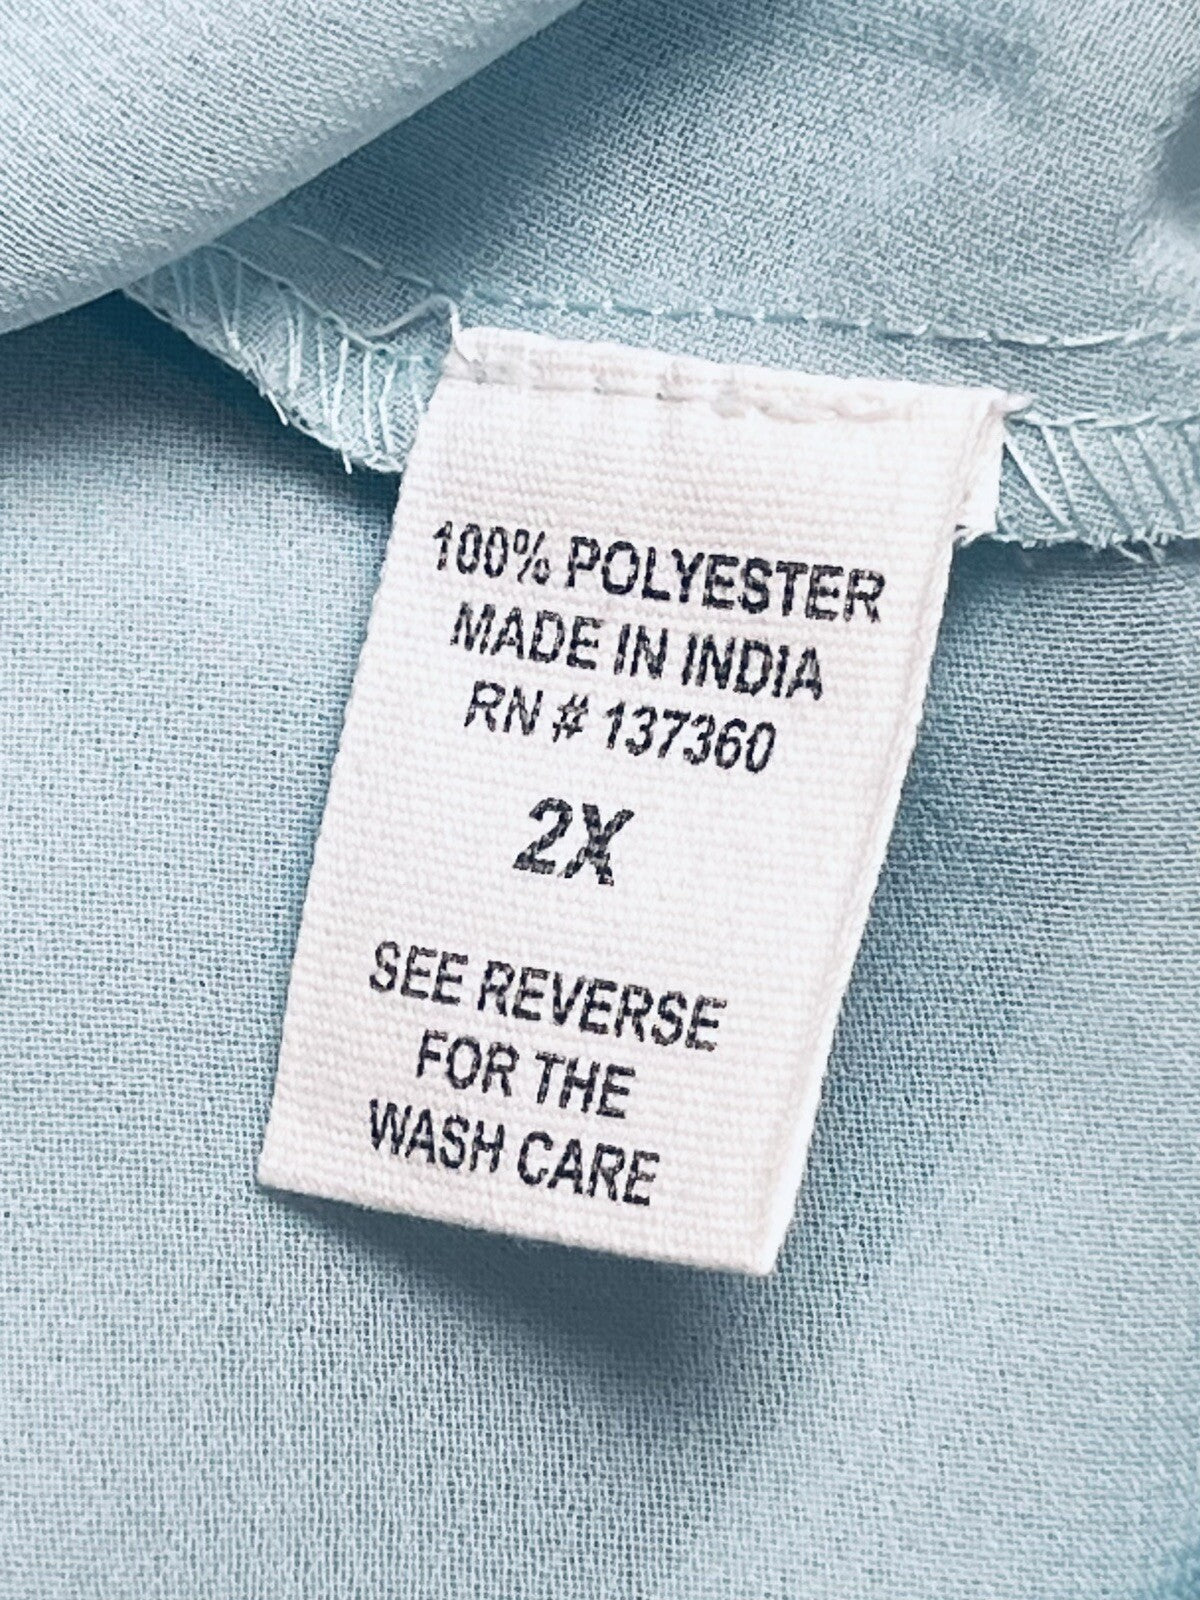 100% POLYESTER
MADE IN INDIA
RN # 137360
2X
SEE REVERSE
FOR THE
WASH CARE